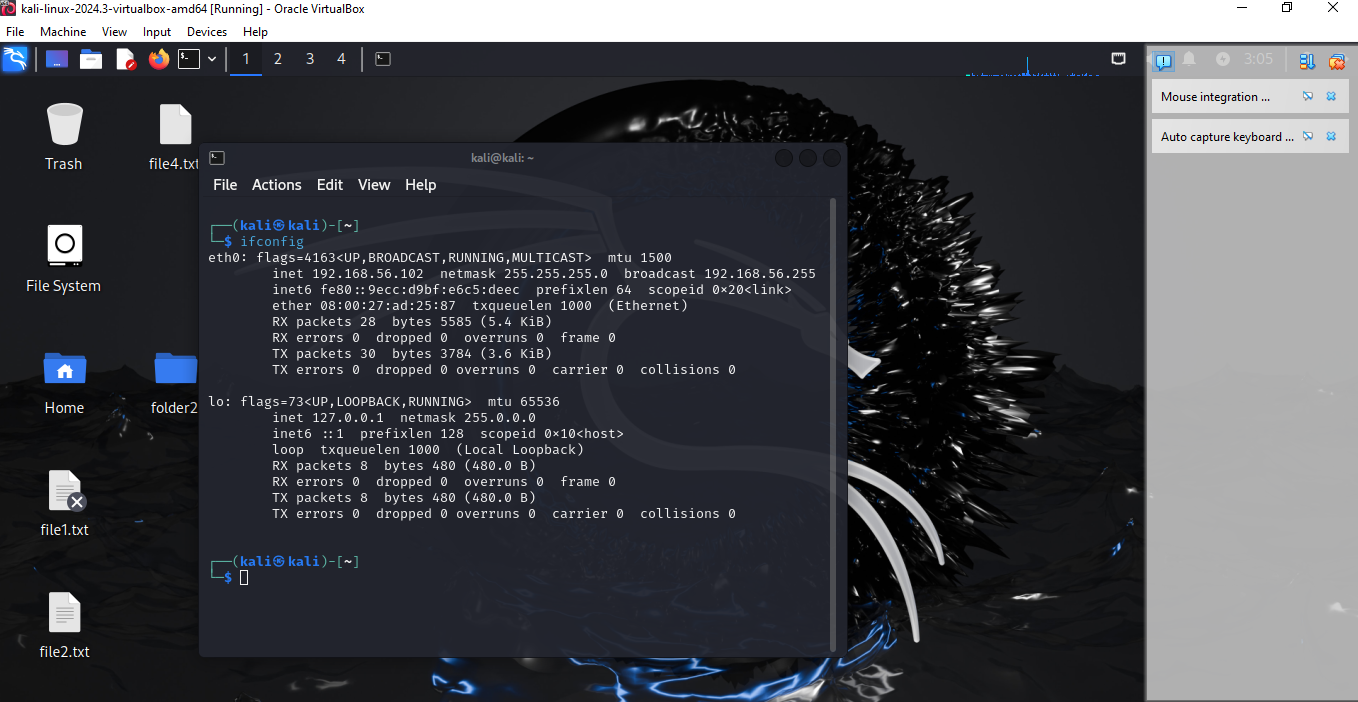 kali-linux-2024.3-virtualbox-amd64 [Running] - Oracle VirtualBox
File Machine View Input Devices Help
1 2 3 4
3:05
Mouse integration ...
Auto capture keyboard ...
Trash
file4.txt
File System
Home
folder2
file1.txt
file2.txt
kali@kali: ~
File Actions Edit View Help
┌──(kali㉿kali)-[~]
└─$ ifconfig
eth0: flags=4163<UP,BROADCAST,RUNNING,MULTICAST>  mtu 1500
        inet 192.168.56.102  netmask 255.255.255.0  broadcast 192.168.56.255
        inet6 fe80::9ecc:d9bf:e6c5:deec  prefixlen 64  scopeid 0×20<link>
        ether 08:00:27:ad:25:87  txqueuelen 1000  (Ethernet)
        RX packets 28  bytes 5585 (5.4 KiB)
        RX errors 0  dropped 0  overruns 0  frame 0
        TX packets 30  bytes 3784 (3.6 KiB)
        TX errors 0  dropped 0 overruns 0  carrier 0  collisions 0
lo: flags=73<UP,LOOPBACK,RUNNING>  mtu 65536
        inet 127.0.0.1  netmask 255.0.0.0
        inet6 ::1  prefixlen 128  scopeid 0×10<host>
        loop  txqueuelen 1000  (Local Loopback)
        RX packets 8  bytes 480 (480.0 B)
        RX errors 0  dropped 0  overruns 0  frame 0
        TX packets 8  bytes 480 (480.0 B)
        TX errors 0  dropped 0 overruns 0  carrier 0  collisions 0
┌──(kali㉿kali)-[~]
└─$